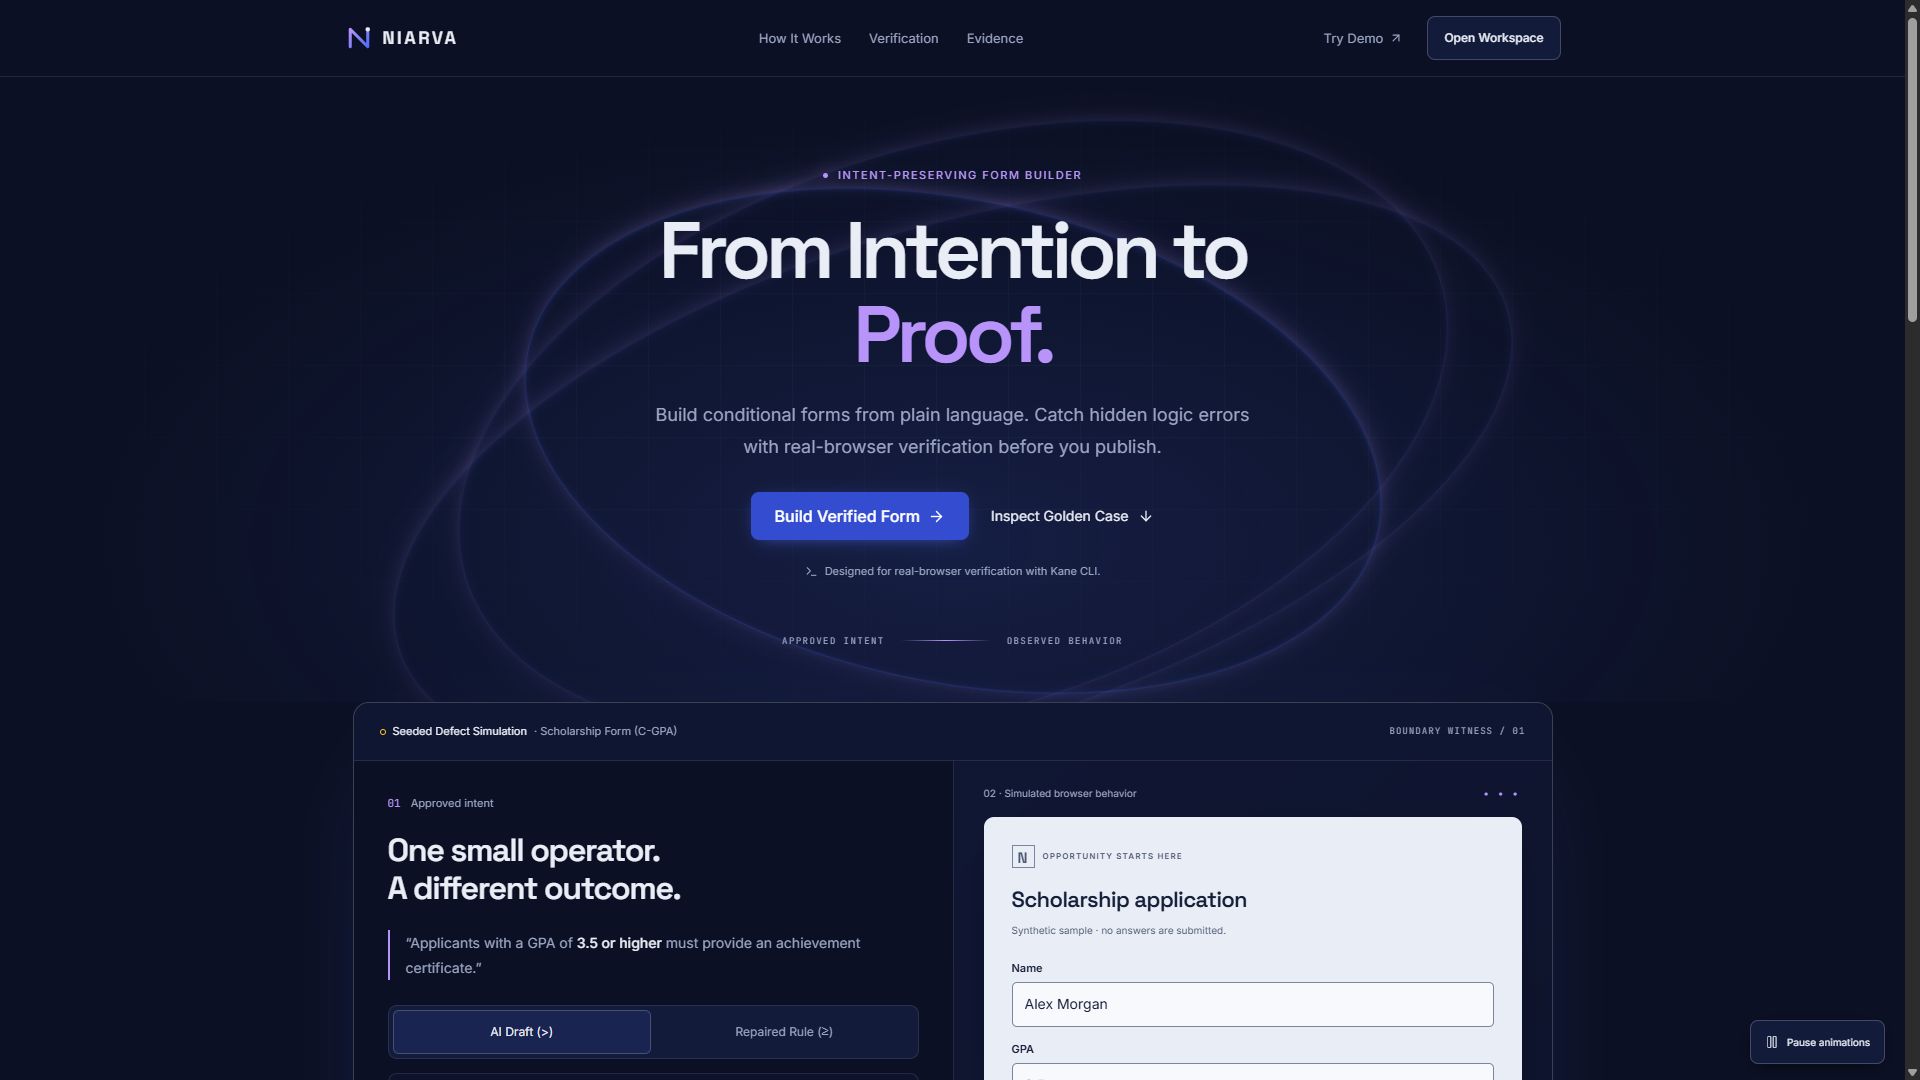 NIARVA
How It Works
Verification
Evidence
Try Demo
Open Workspace
INTENT-PRESERVING FORM BUILDER
From Intention to
Proof.
Build conditional forms from plain language. Catch hidden logic errors
with real-browser verification before you publish.
Build Verified Form
Inspect Golden Case
Designed for real-browser verification with Kane CLI.
APPROVED INTENT
OBSERVED BEHAVIOR
Seeded Defect Simulation · Scholarship Form (C-GPA)
BOUNDARY WITNESS / 01
01 Approved intent
One small operator.
A different outcome.
“Applicants with a GPA of 3.5 or higher must provide an achievement
certificate.”
AI Draft (>)
Repaired Rule (≥)
02 · Simulated browser behavior
N OPPORTUNITY STARTS HERE
Scholarship application
Synthetic sample · no answers are submitted.
Name
Alex Morgan
GPA
Pause animations